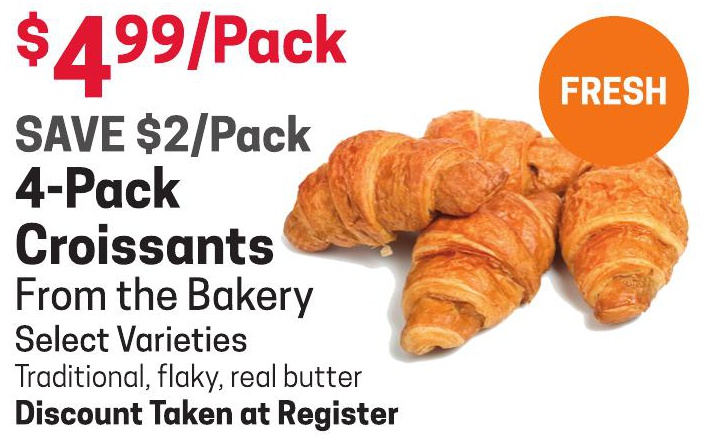 $4.99/Pack
SAVE $2/Pack
4-Pack
Croissants
From the Bakery
Select Varieties
Traditional, flaky, real butter
Discount Taken at Register
FRESH